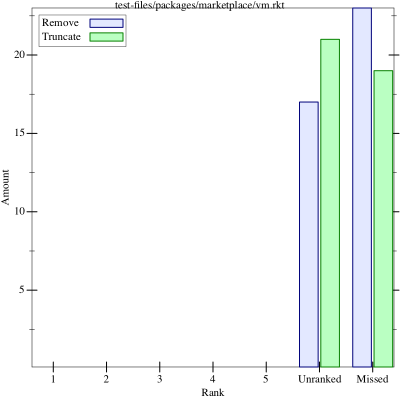 test-files/packages/marketplace/vm.rkt
Remove
Truncate
20
15
10
5
Amount
1 2 3 4 5 Unranked Missed
Rank